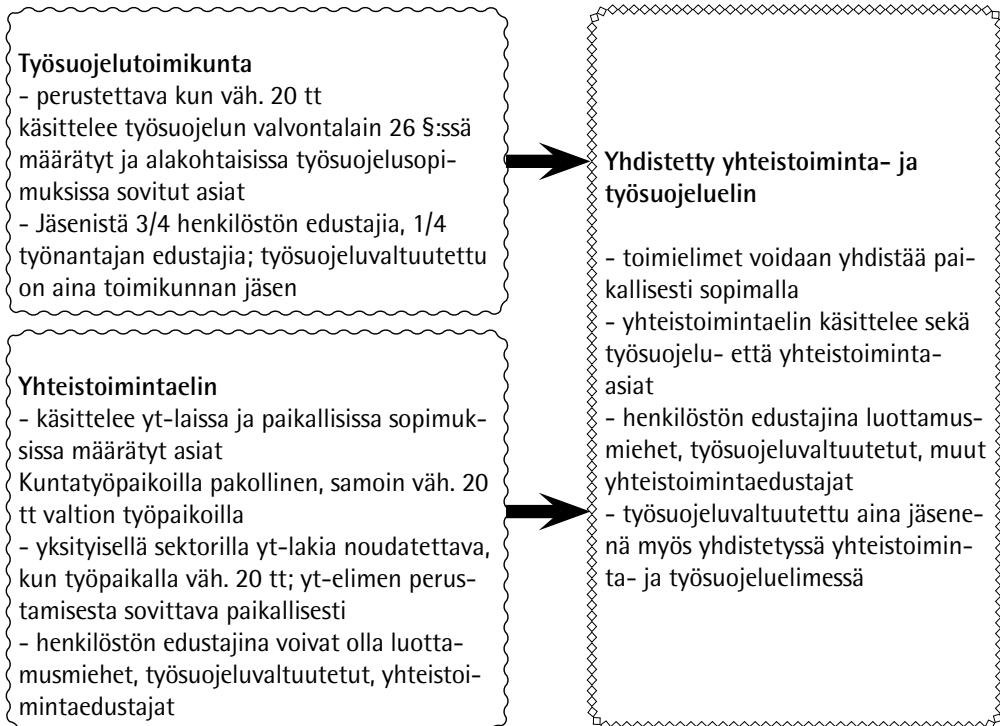 Työsuojelutoimikunta
- perustettava kun väh. 20 tt
käsittelee työsuojelun valvontalain 26 §:ssä
määrätyt ja alakohtaisissa työsuojelusopi-
muksissa sovitut asiat
- Jäsenistä 3/4 henkilöstön edustajia, 1/4
työnantajan edustajia; työsuojeluvaltuutettu
on aina toimikunnan jäsen
Yhteistoimintaelin
- käsittelee yt-laissa ja paikallisissa sopimuk-
sissa määrätyt asiat
Kuntatyöpaikoilla pakollinen, samoin väh. 20
tt valtion työpaikoilla
- yksityisellä sektorilla yt-lakia noudatettava,
kun työpaikalla väh. 20 tt; yt-elimen perus-
tamisesta sovittava paikallisesti
- henkilöstön edustajina voivat olla luotta-
musmiehet, työsuojeluvaltuutetut, yhteistoi-
mintaedustajat
Yhdistetty yhteistoiminta- ja
työsuojeluelin
- toimielimet voidaan yhdistää pai-
kallisesti sopimalla
- yhteistoimintaelin käsittelee sekä
työsuojelu- että yhteistoiminta-
asiat
- henkilöstön edustajina luottamus-
miehet, työsuojeluvaltuutetut, muut
yhteistoimintaedustajat
- työsuojeluvaltuutettu aina jäsene-
nä myös yhdistetyssä yhteistoimin-
ta- ja työsuojeluelimessä